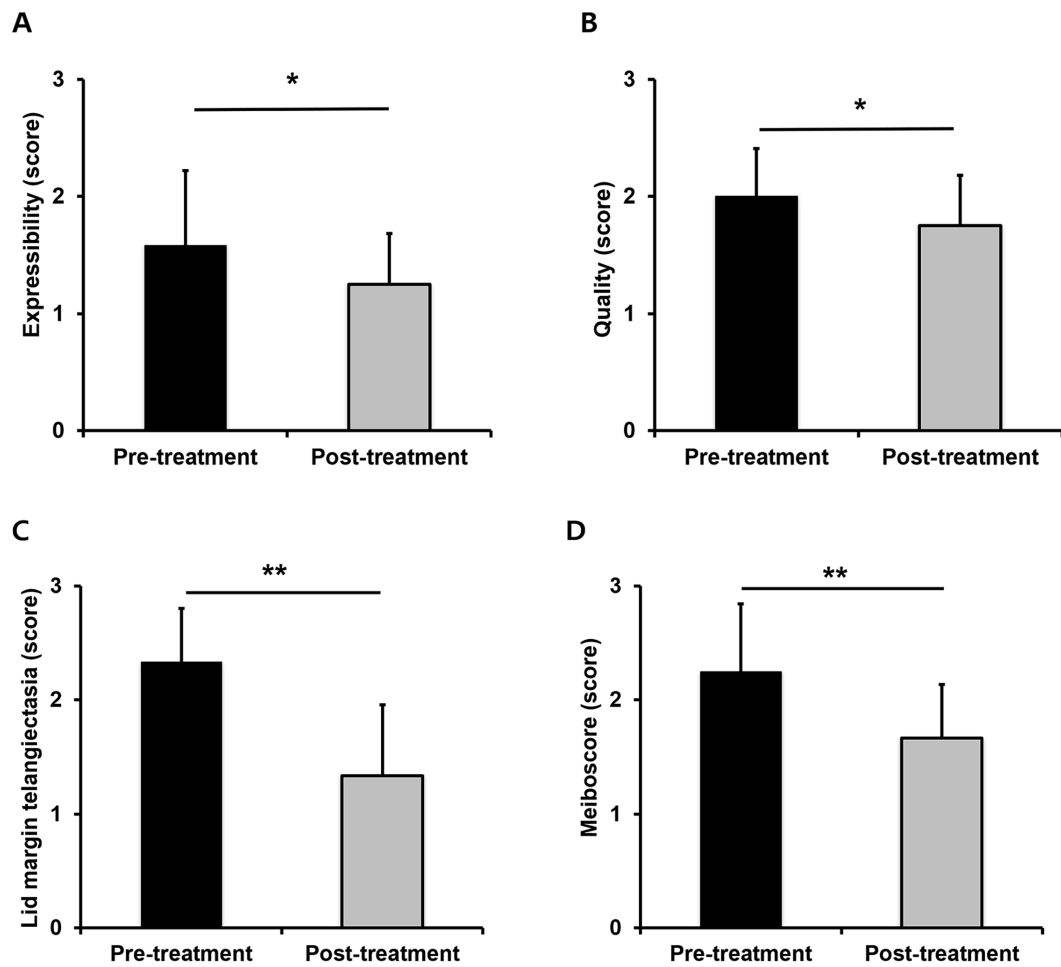 A
Expressibility (score)
3
2
1
0
*
Pre-treatment
Post-treatment
B
Quality (score)
3
2
1
0
*
Pre-treatment
Post-treatment
C
Lid margin telangiectasia (score)
3
2
1
0
**
Pre-treatment
Post-treatment
D
Meiboscore (score)
3
2
1
0
**
Pre-treatment
Post-treatment